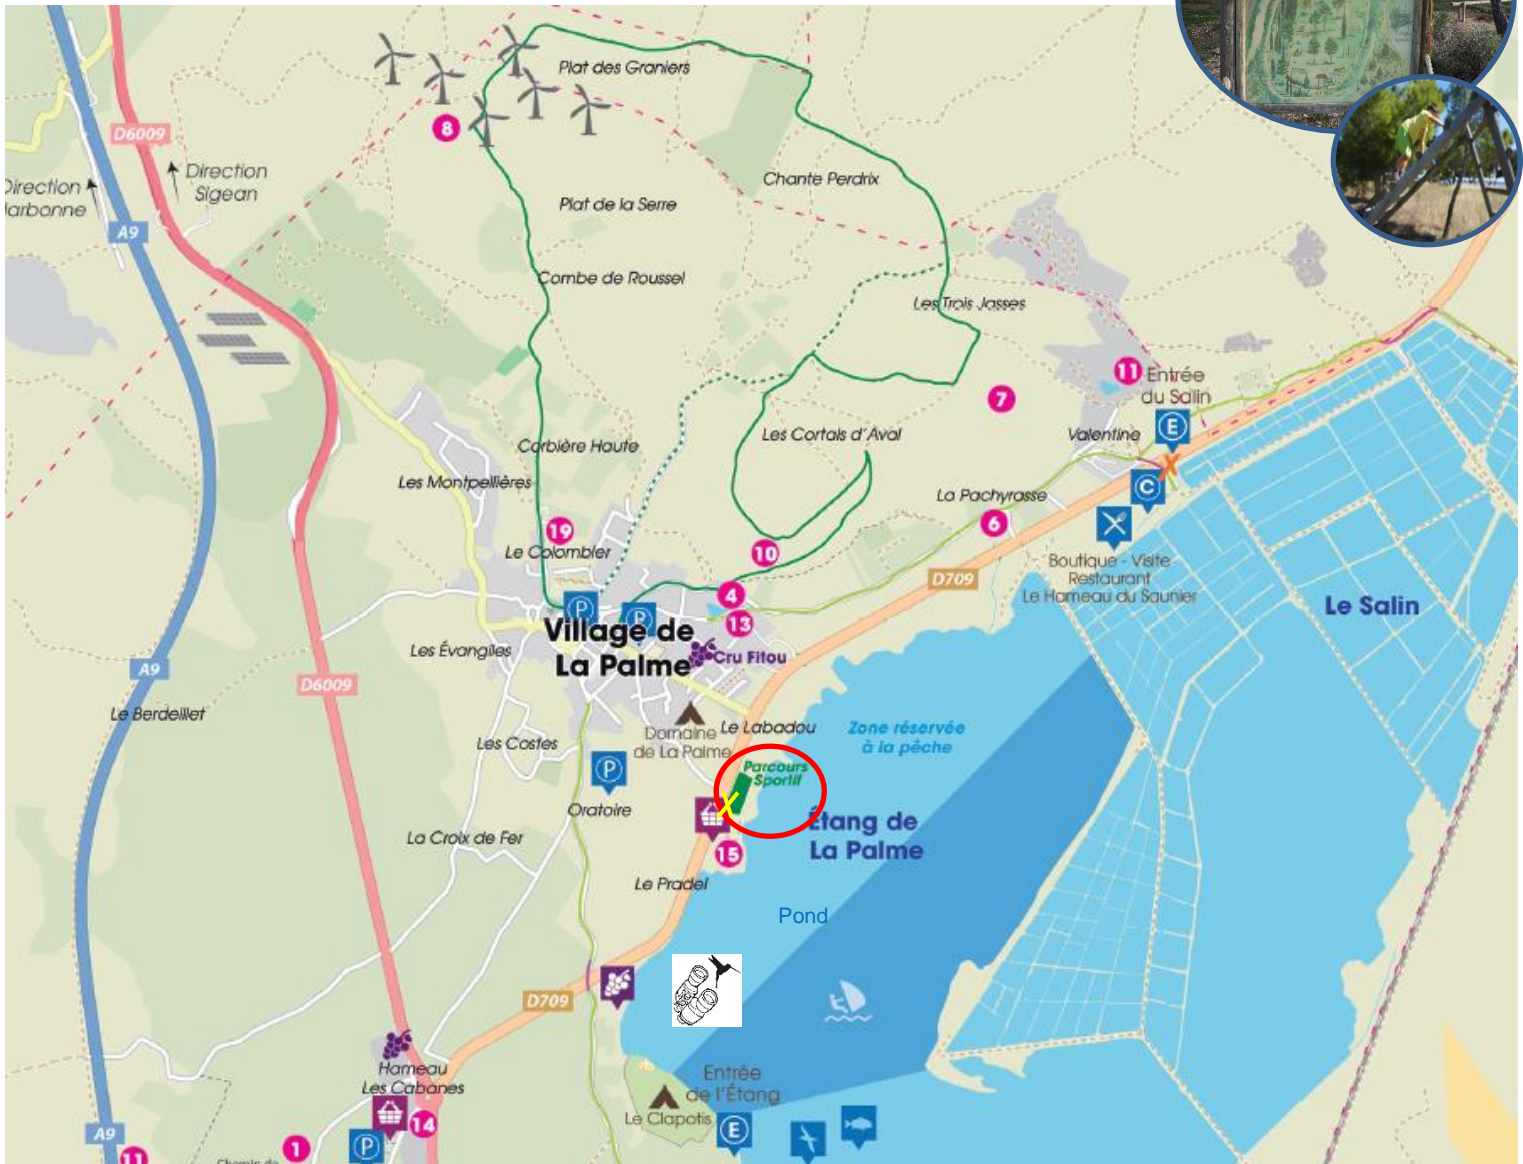 Plat des Graniers
8
D6009
Direction
Sigean
Direction
Narbonne
A9
Chante Perdrix
Plat de la Serre
Combe de Roussel
Les Trois Jasses
11
Entrée
du Salin
E
7
Les Cortals d'Aval
Valentine
Corbière Haute
Les Montpellières
C
La Pachyrasse
6
19
Le Colombier
10
Boutique - Visite
Restaurant
Le Hameau du Saunier
D709
Le Salin
4
P
P
13
Village de
La Palme
Cru Fitou
Les Évangiles
A9
D6009
Le Berdeillet
Domaine
de La Palme
Le Labadou
Zone réservée
à la pêche
Les Costes
P
Oratoire
Parcours
Sportif
X
Étang de
La Palme
La Croix de Fer
15
Le Pradel
Pond
D709
Hameau
Les Cabanes
Entrée
de l'Étang
Le Clapotis
E
14
A9
P
1
11
Chemin de